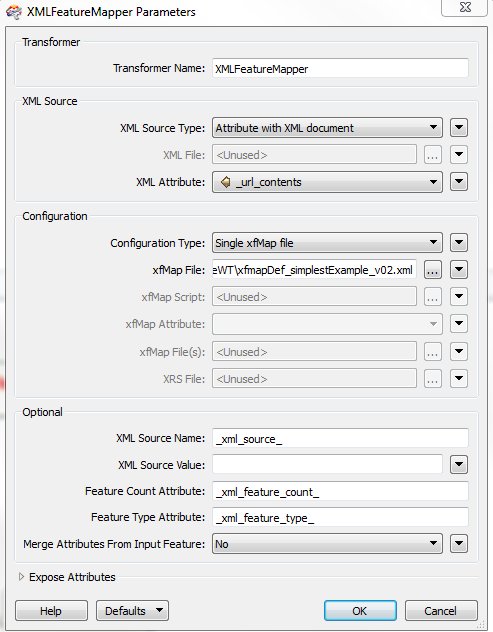 XMLFeatureMapper Parameters
Transformer
Transformer Name: XMLFeatureMapper
XML Source
XML Source Type: Attribute with XML document
XML File: <Unused> ...
XML Attribute: _url_contents
Configuration
Configuration Type: Single xfMap file
xfMap File: eWT\xfmapDef_simplestExample_v02.xml ...
xfMap Script: <Unused> ...
xfMap Attribute:
xfMap File(s): <Unused> ...
XRS File: <Unused> ...
Optional
XML Source Name: _xml_source_
XML Source Value:
Feature Count Attribute: _xml_feature_count_
Feature Type Attribute: _xml_feature_type_
Merge Attributes From Input Feature: No
Expose Attributes
Help Defaults OK Cancel